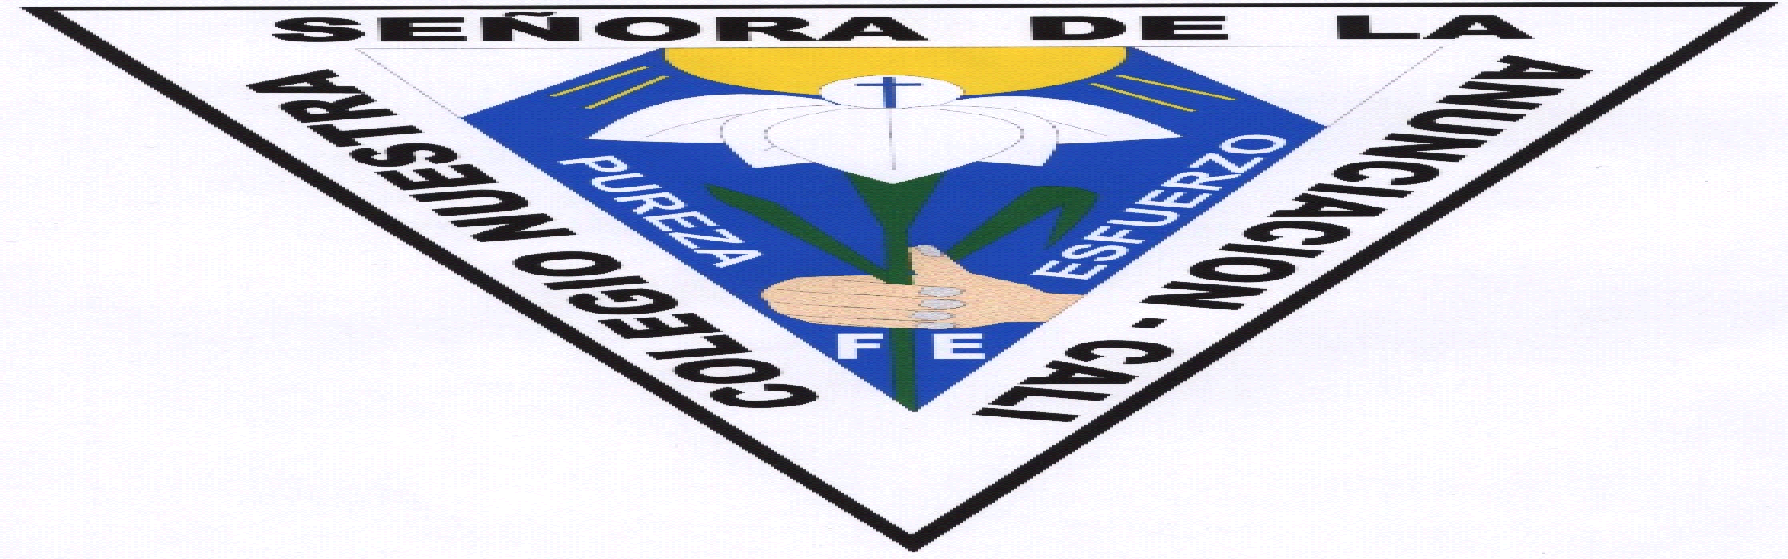 COLEGIO NUESTRA
SEÑORA DE LA
ANUNCIACION - CALI
PUREZA
ESFUERZO
FE